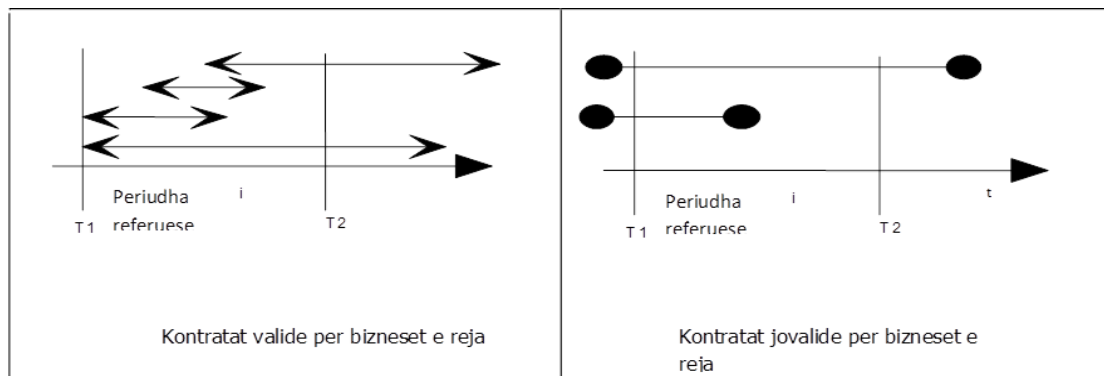 Periudha i
referuese
T 1
T 2
Kontratat valide per bizneset e reja
Periudha i
referuese
t
T 1
T 2
Kontratat jovalide per bizneset e
reja